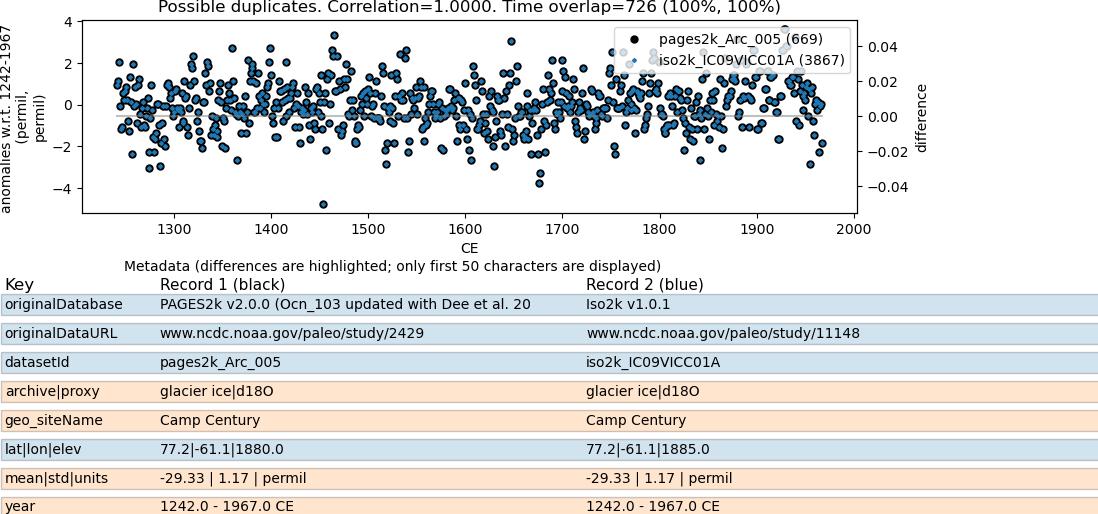 Possible duplicates. Correlation=1.0000. Time overlap=726 (100%, 100%)
anomalies w.r.t. 1242-1967
(permil,
permil)
4
2
0
−2
−4
pages2k_Arc_005 (669)
iso2k_IC09VICC01A (3867)
0.04
0.02
0.00
−0.02
−0.04
difference
1300 1400 1500 1600 1700 1800 1900 2000
CE
Metadata (differences are highlighted; only first 50 characters are displayed)
Key Record 1 (black) Record 2 (blue)
originalDatabase PAGES2k v2.0.0 (Ocn_103 updated with Dee et al. 20 Iso2k v1.0.1
originalDataURL www.ncdc.noaa.gov/paleo/study/2429 www.ncdc.noaa.gov/paleo/study/11148
datasetId pages2k_Arc_005 iso2k_IC09VICC01A
archive|proxy glacier ice|d18O glacier ice|d18O
geo_siteName Camp Century Camp Century
lat|lon|elev 77.2|-61.1|1880.0 77.2|-61.1|1885.0
mean|std|units -29.33 | 1.17 | permil -29.33 | 1.17 | permil
year 1242.0 - 1967.0 CE 1242.0 - 1967.0 CE